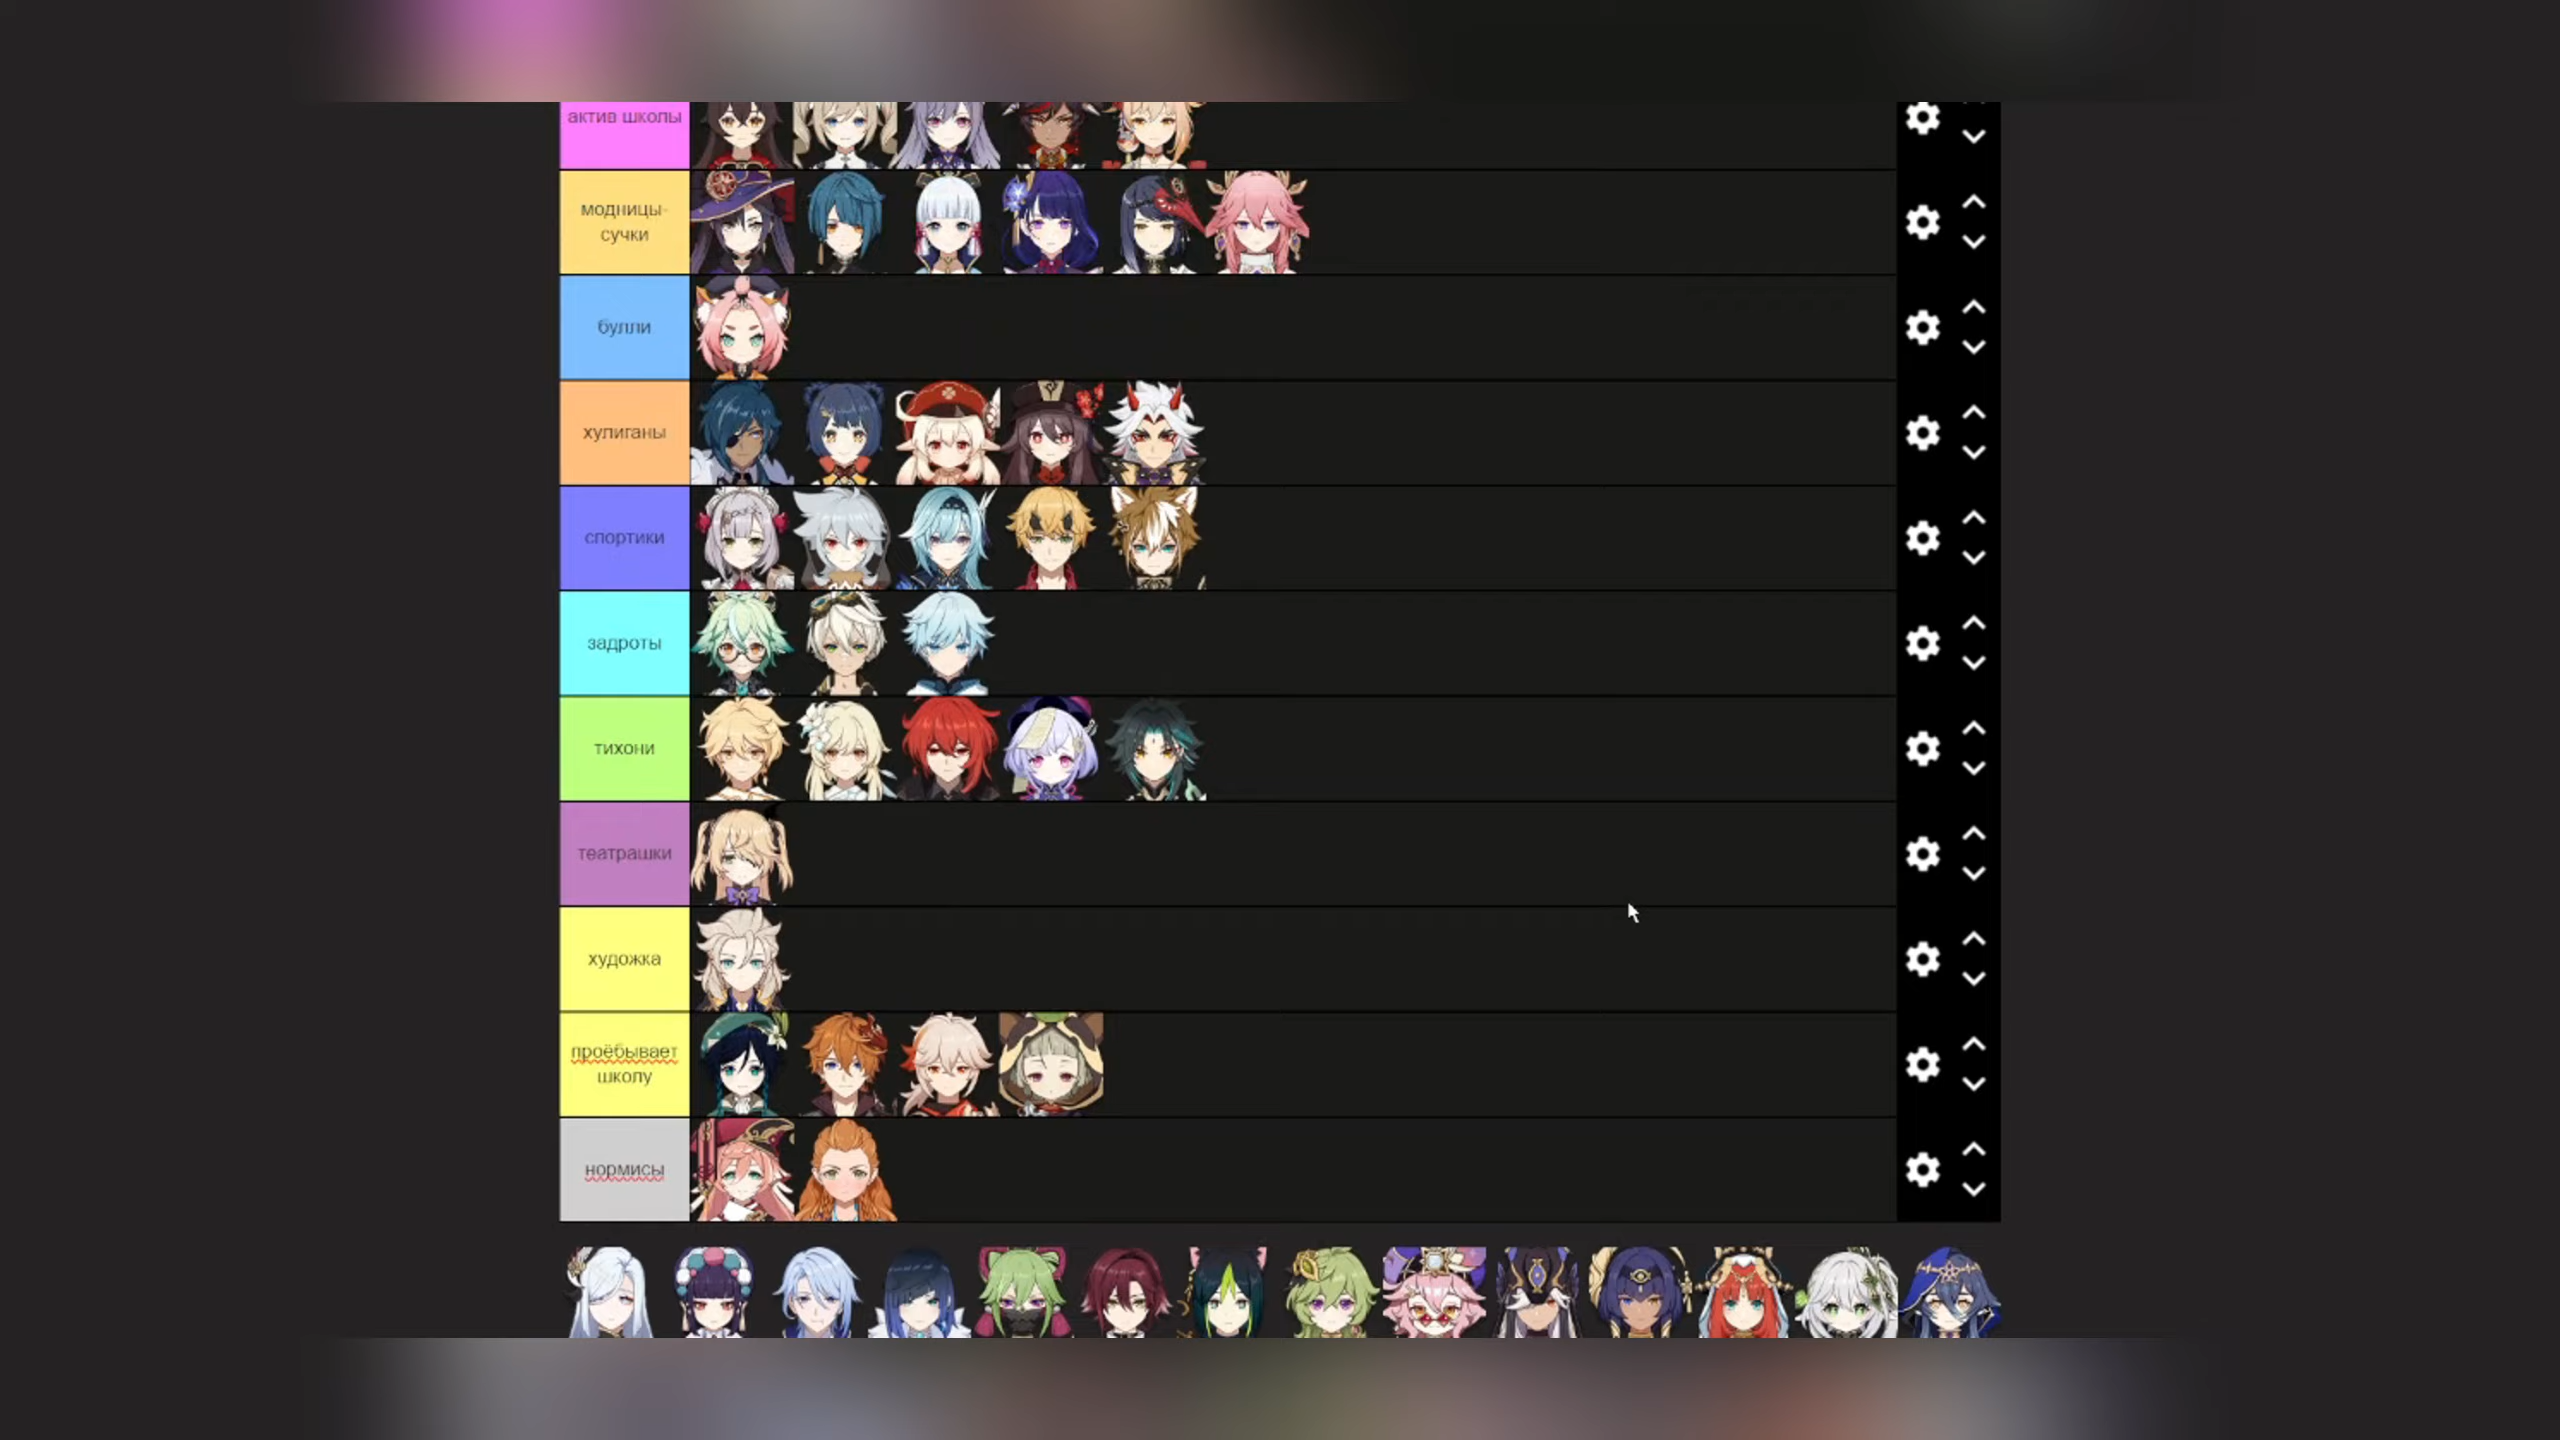 актив школы
модницы-
сучки
булли
хулиганы
спортики
задроты
тихони
театрашки
художка
проёбывает
школу
нормисы